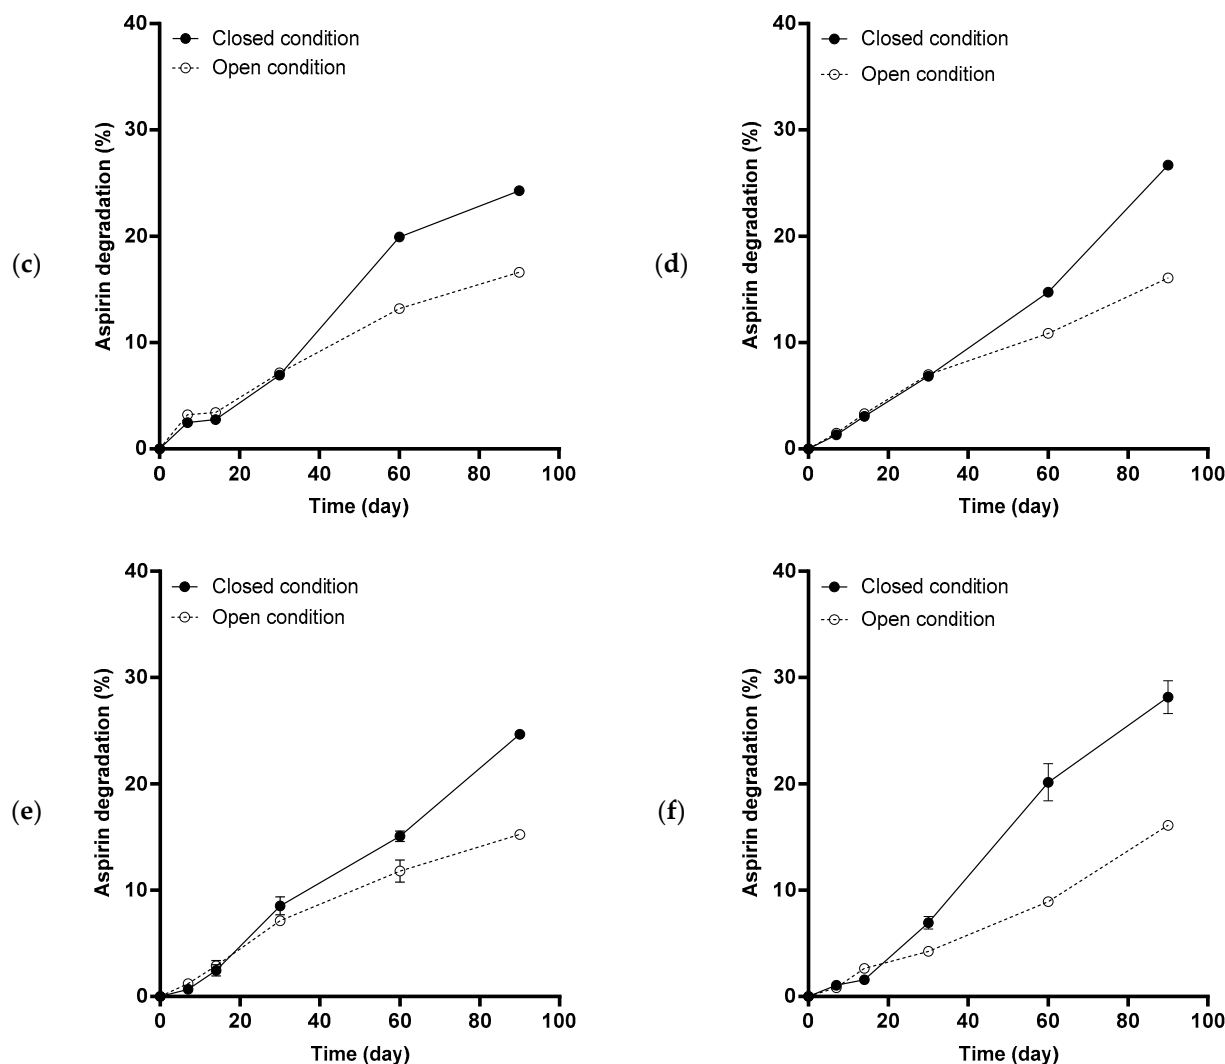 (c)
Aspirin degradation (%)
40
30
20
10
0
Closed condition
Open condition
0 20 40 60 80 100
Time (day)
(d)
Aspirin degradation (%)
40
30
20
10
0
Closed condition
Open condition
0 20 40 60 80 100
Time (day)
(e)
Aspirin degradation (%)
40
30
20
10
0
Closed condition
Open condition
0 20 40 60 80 100
Time (day)
(f)
Aspirin degradation (%)
40
30
20
10
0
Closed condition
Open condition
0 20 40 60 80 100
Time (day)